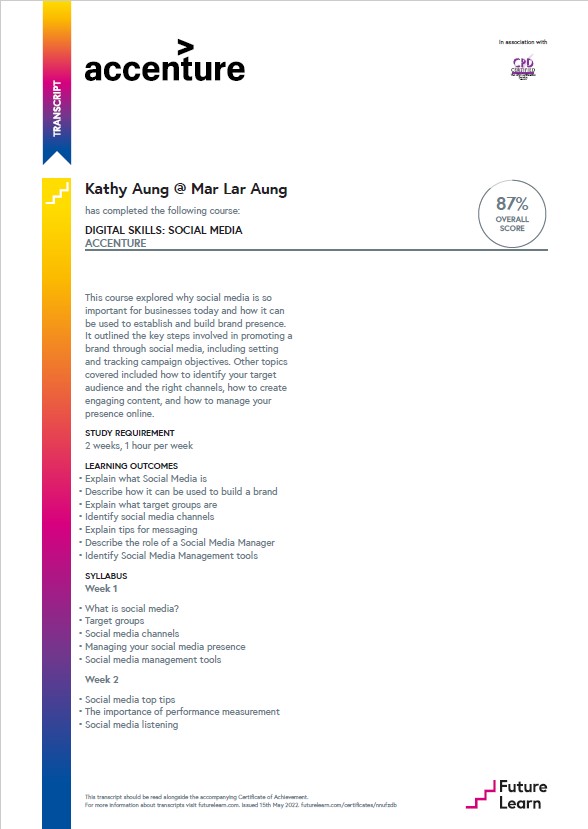 TRANSCRIPT
accenture
In association with
CPD
CERTIFIED
Kathy Aung @ Mar Lar Aung
has completed the following course:
DIGITAL SKILLS: SOCIAL MEDIA
ACCENTURE
87%
OVERALL
SCORE
This course explored why social media is so
important for businesses today and how it can
be used to establish and build brand presence.
It outlined the key steps involved in promoting a
brand through social media, including setting
and tracking campaign objectives. Other topics
covered included how to identify your target
audience and the right channels, how to create
engaging content, and how to manage your
presence online.
STUDY REQUIREMENT
2 weeks, 1 hour per week
LEARNING OUTCOMES
• Explain what Social Media is
• Describe how it can be used to build a brand
• Explain what target groups are
• Identify social media channels
• Explain tips for messaging
• Describe the role of a Social Media Manager
• Identify Social Media Management tools
SYLLABUS
Week 1
• What is social media?
• Target groups
• Social media channels
• Managing your social media presence
• Social media management tools
Week 2
• Social media top tips
• The importance of performance measurement
• Social media listening
This transcript should be read alongside the accompanying Certificate of Achievement.
For more information about transcripts visit futurelearn.com. Issued 15th May 2022. futurelearn.com/certificates/nnufzdb
Future
Learn